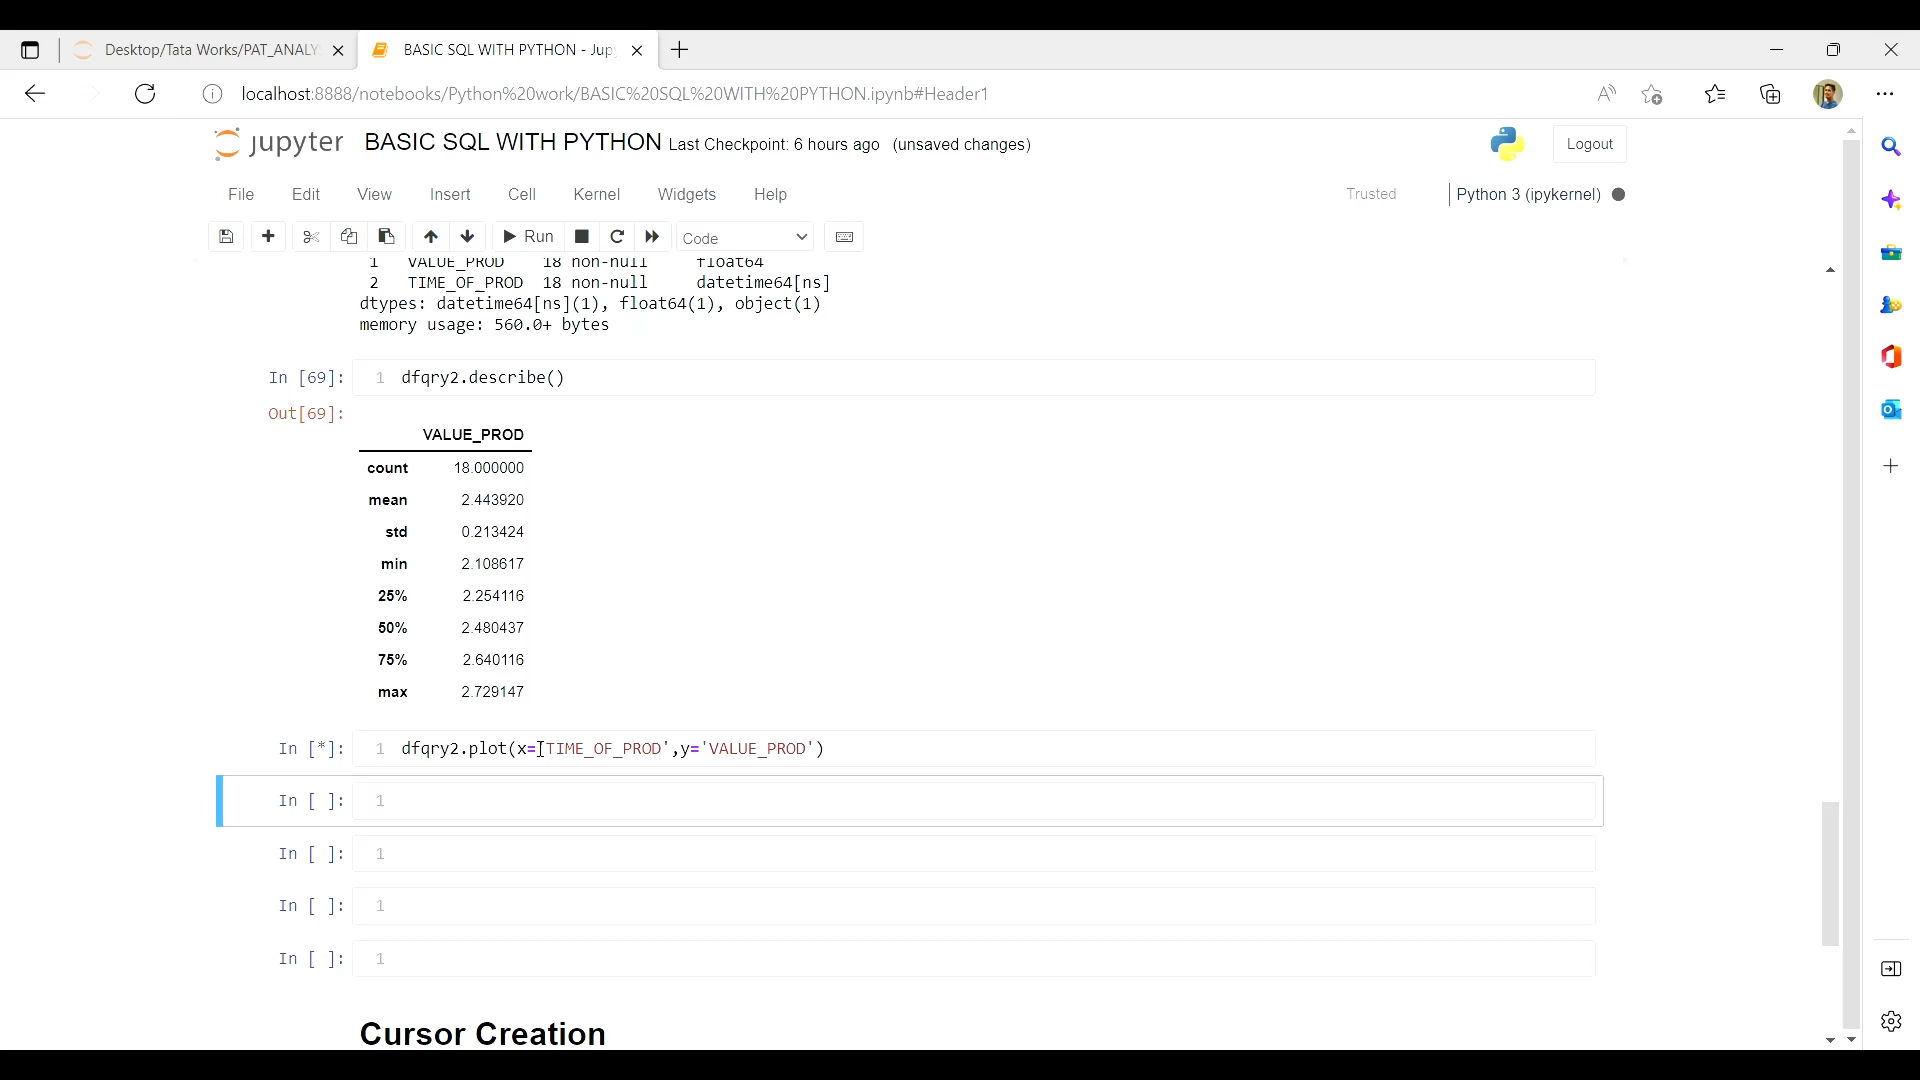 Desktop/Tata Works/PAT_ANALY
BASIC SQL WITH PYTHON - Jup
localhost:8888/notebooks/Python%20work/BASIC%20SQL%20WITH%20PYTHON.ipynb#Header1
jupyter BASIC SQL WITH PYTHON Last Checkpoint: 6 hours ago (unsaved changes)
Logout
File Edit View Insert Cell Kernel Widgets Help
Trusted Python 3 (ipykernel)
Run Code
1 VALUE_PROD 18 non-null float64
2 TIME_OF_PROD 18 non-null datetime64[ns]
dtypes: datetime64[ns](1), float64(1), object(1)
memory usage: 560.0+ bytes
In [69]: 1 dfqry2.describe()
Out[69]:
VALUE_PROD
count 18.000000
mean 2.443920
std 0.213424
min 2.108617
25% 2.254116
50% 2.480437
75% 2.640116
max 2.729147
In [*]: 1 dfqry2.plot(x='TIME_OF_PROD',y='VALUE_PROD')
In [ ]: 1
In [ ]: 1
In [ ]: 1
In [ ]: 1
Cursor Creation